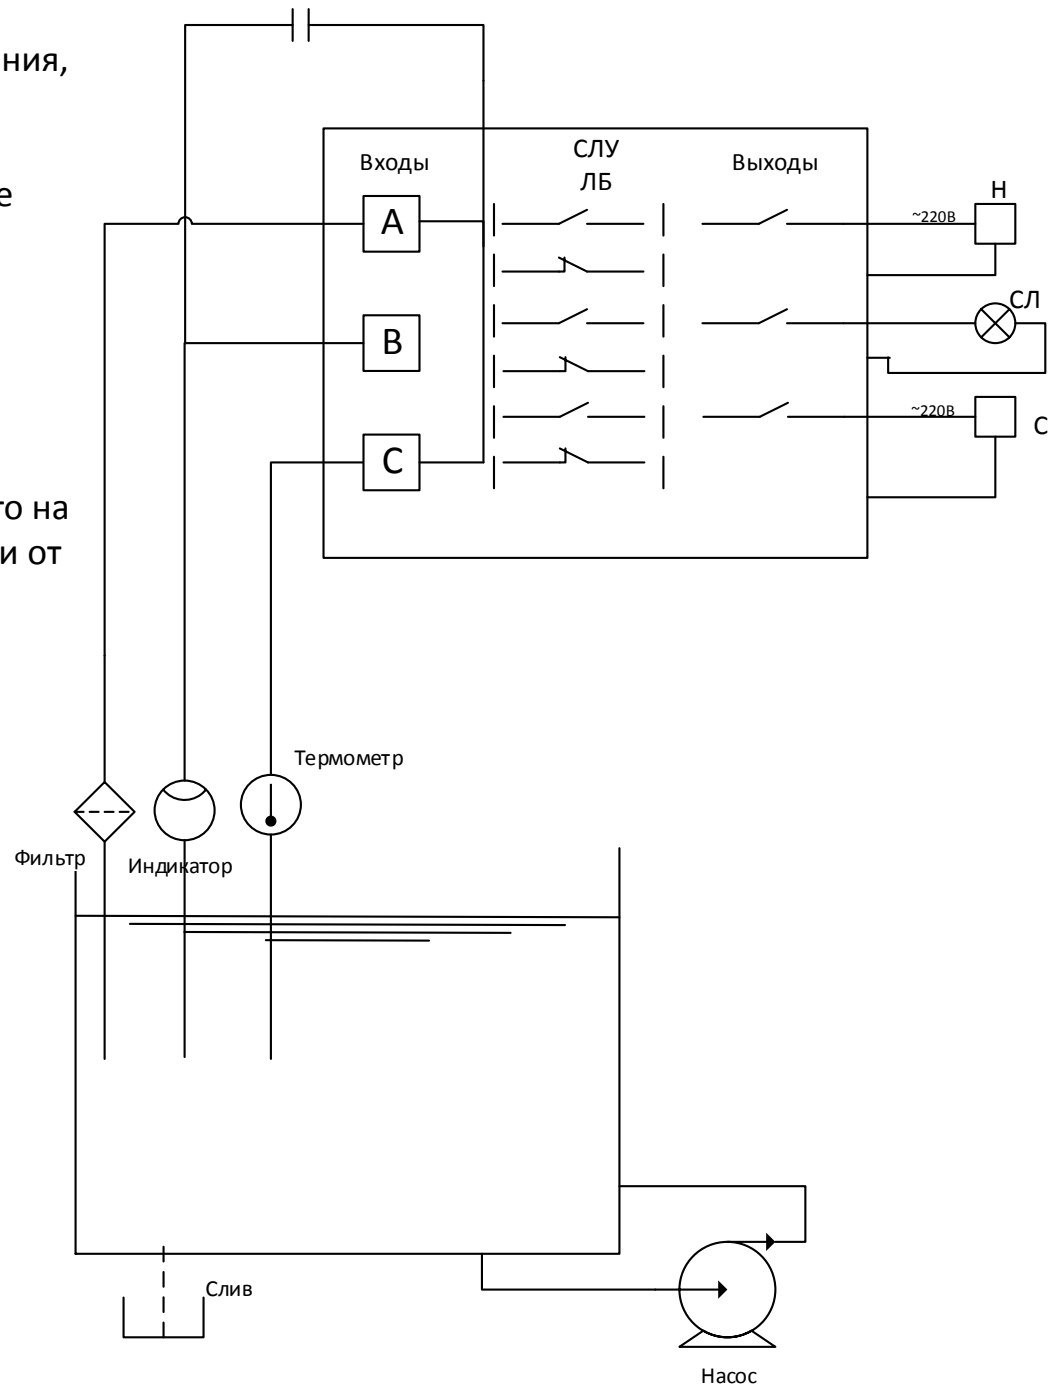 ния,
е
то на
и от
Входы
СЛУ
ЛБ
Выходы
A
B
C
~220В
Н
СЛ
~220В
С
Термометр
Фильтр
Индикатор
Слив
Насос